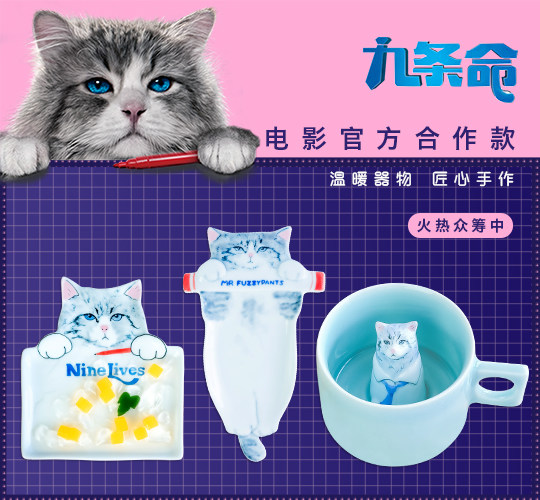 九条命
电影官方合作款
温暖器物 匠心手作
火热众筹中
MR FUZZYPANTS
Nine Lives